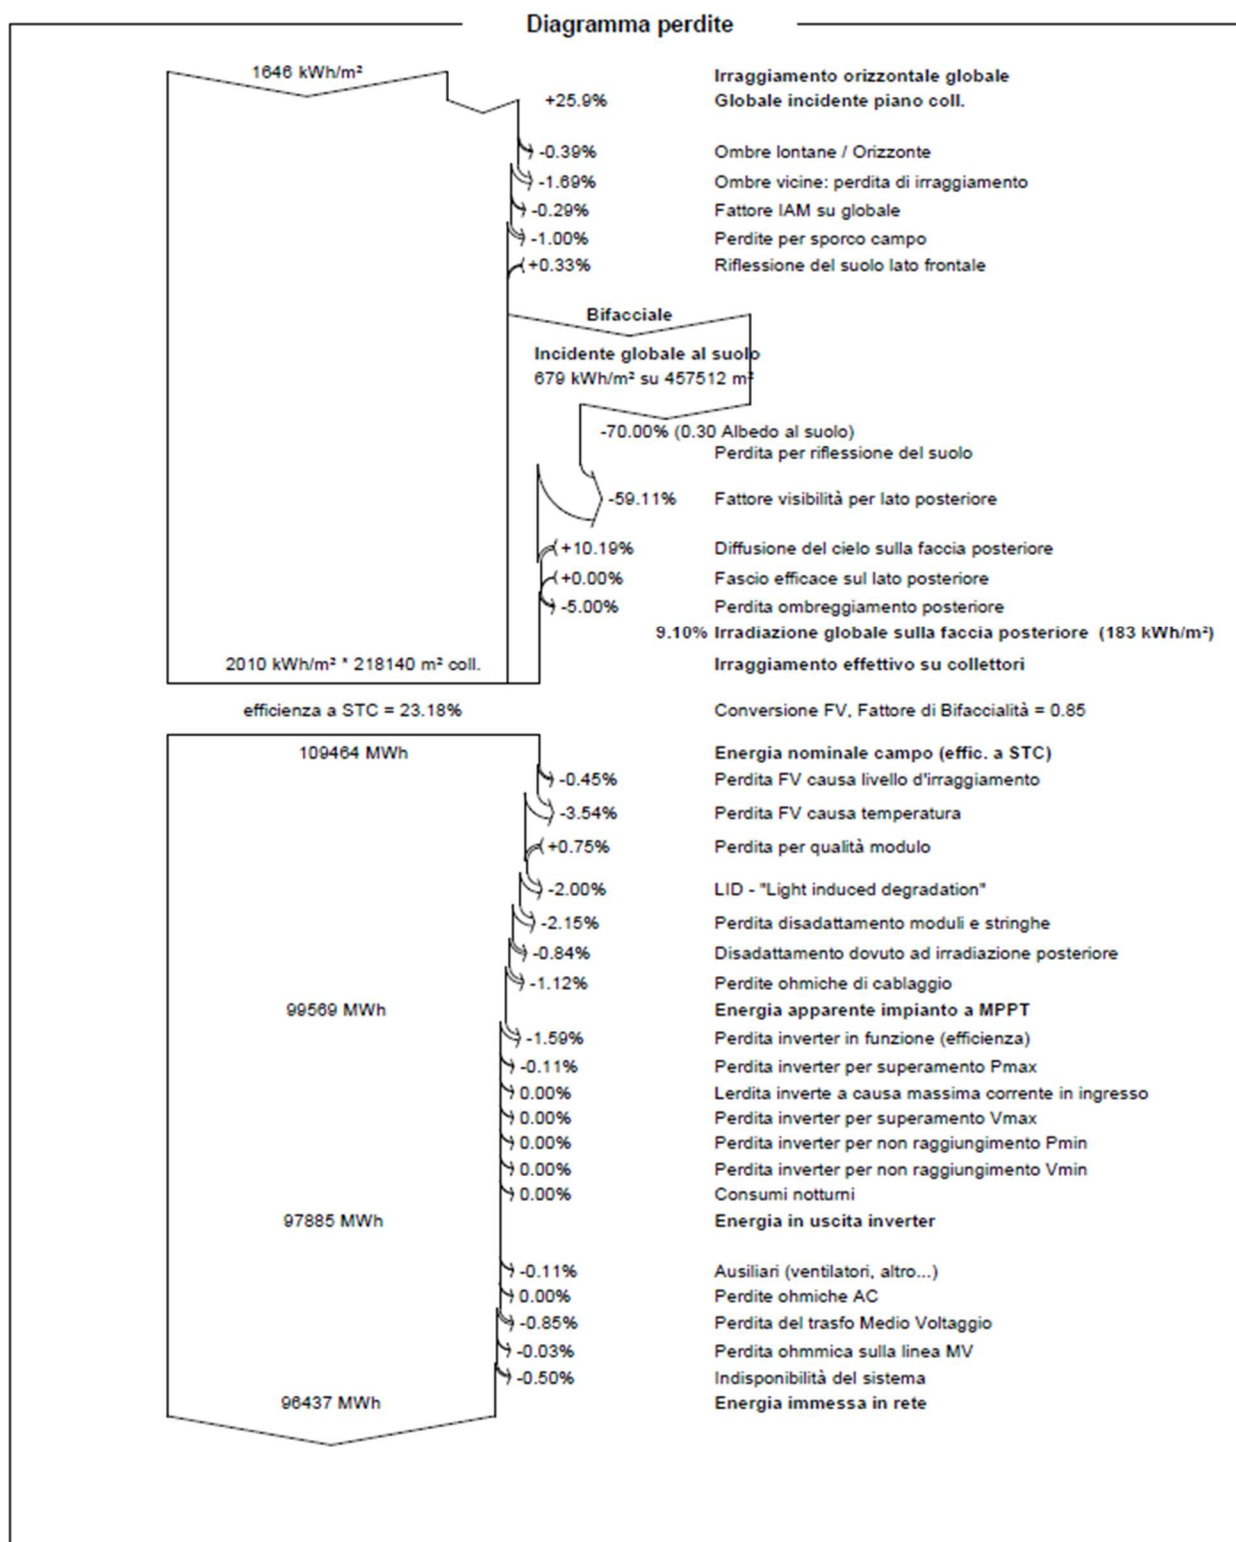 Diagramma perdite
1646 kWh/m²
Irraggiamento orizzontale globale
+25.9% Globale incidente piano coll.
-0.39% Ombre lontane / Orizzonte
-1.69% Ombre vicine: perdita di irraggiamento
-0.29% Fattore IAM su globale
-1.00% Perdite per sporco campo
+0.33% Riflessione del suolo lato frontale
Bifacciale
Incidente globale al suolo
679 kWh/m² su 457512 m²
-70.00% (0.30 Albedo al suolo)
Perdita per riflessione del suolo
-59.11% Fattore visibilità per lato posteriore
+10.19% Diffusione del cielo sulla faccia posteriore
+0.00% Fascio efficace sul lato posteriore
-5.00% Perdita ombreggiamento posteriore
9.10% Irradiazione globale sulla faccia posteriore (183 kWh/m²)
2010 kWh/m² * 218140 m² coll. Irraggiamento effettivo su collettori
efficienza a STC = 23.18% Conversione FV, Fattore di Bifaccialità = 0.85
109464 MWh Energia nominale campo (effic. a STC)
-0.45% Perdita FV causa livello d'irraggiamento
-3.54% Perdita FV causa temperatura
+0.75% Perdita per qualità modulo
-2.00% LID - "Light induced degradation"
-2.15% Perdita disadattamento moduli e stringhe
-0.84% Disadattamento dovuto ad irradiazione posteriore
-1.12% Perdite ohmiche di cablaggio
99569 MWh Energia apparente impianto a MPPT
-1.59% Perdita inverter in funzione (efficienza)
-0.11% Perdita inverter per superamento Pmax
0.00% Lerdita inverte a causa massima corrente in ingresso
0.00% Perdita inverter per superamento Vmax
0.00% Perdita inverter per non raggiungimento Pmin
0.00% Perdita inverter per non raggiungimento Vmin
0.00% Consumi notturni
97885 MWh Energia in uscita inverter
-0.11% Ausiliari (ventilatori, altro...)
0.00% Perdite ohmiche AC
-0.85% Perdita del trasfo Medio Voltaggio
-0.03% Perdita ohmmica sulla linea MV
-0.50% Indisponibilità del sistema
96437 MWh Energia immessa in rete